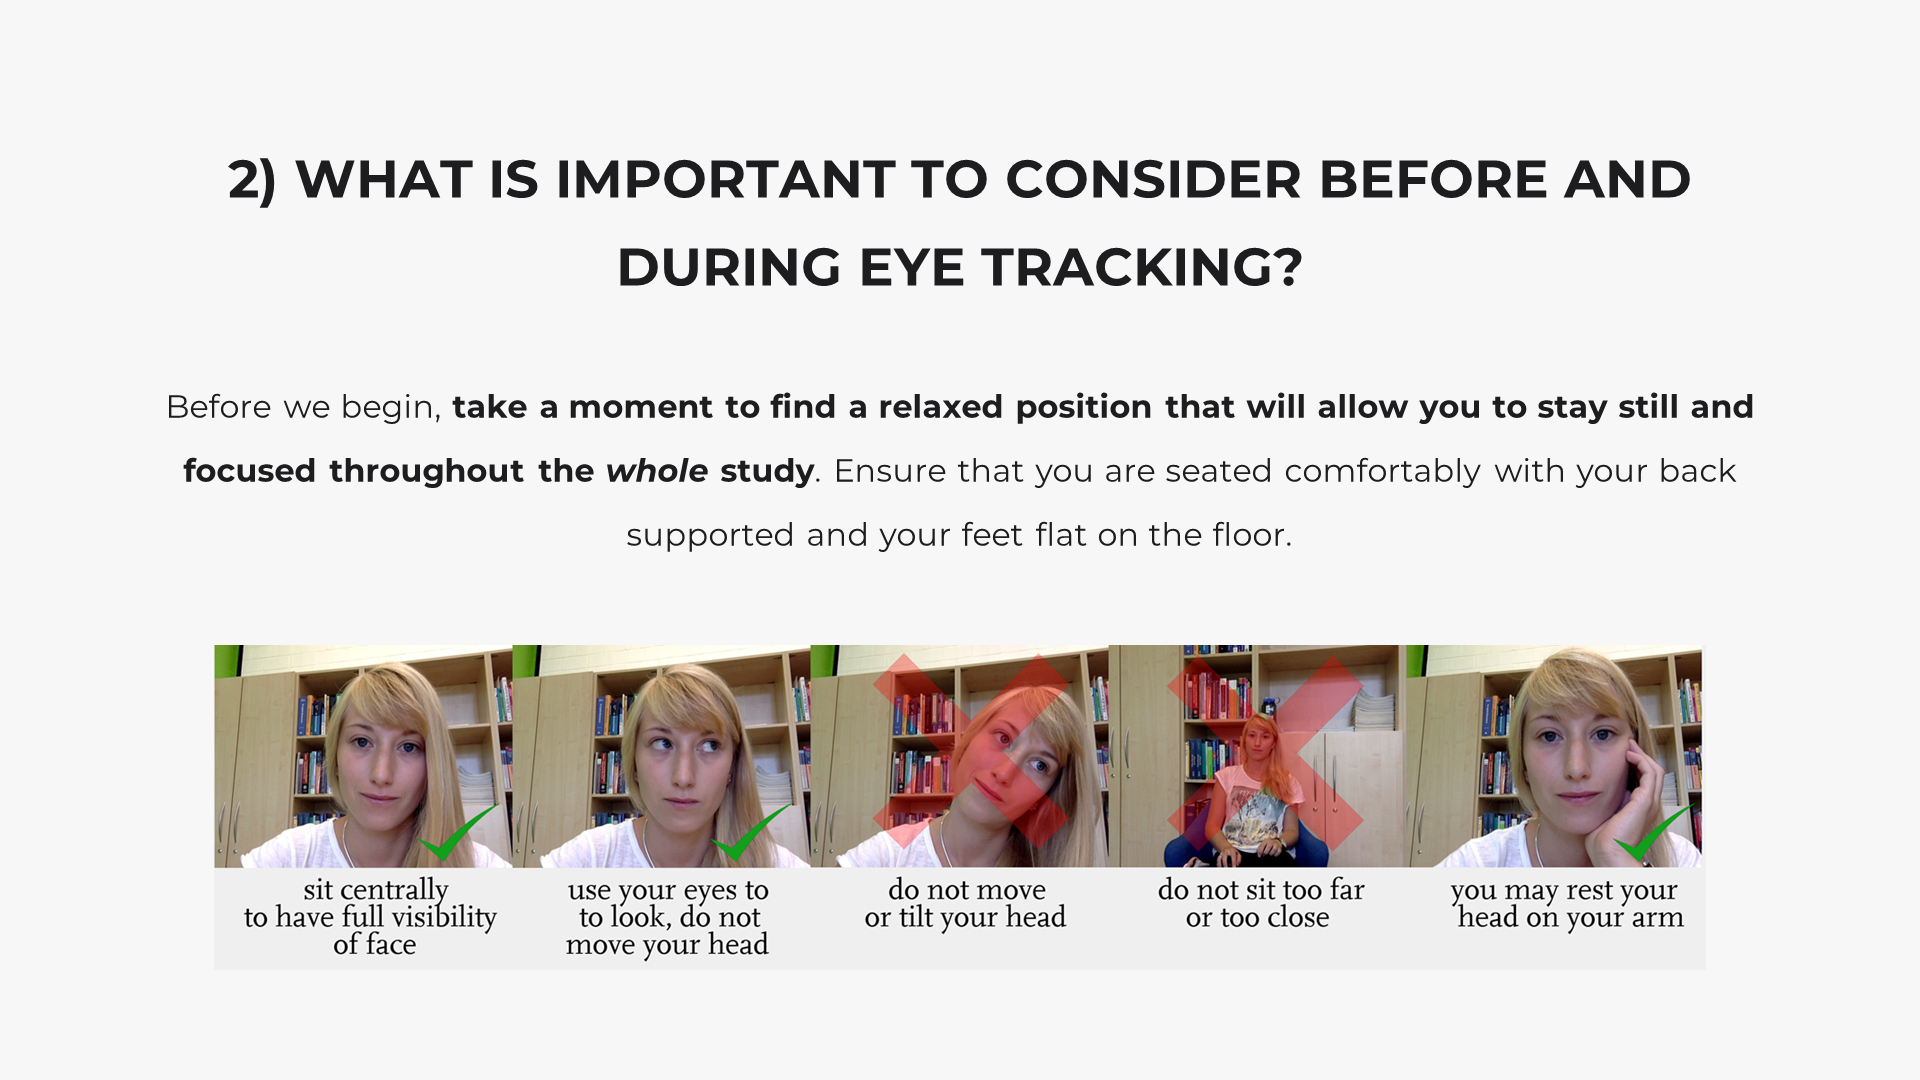 2) WHAT IS IMPORTANT TO CONSIDER BEFORE AND
DURING EYE TRACKING?
Before we begin, take a moment to find a relaxed position that will allow you to stay still and
focused throughout the whole study. Ensure that you are seated comfortably with your back
supported and your feet flat on the floor.
sit centrally
to have full visibility
of face
use your eyes to
to look, do not
move your head
do not move
or tilt your head
do not sit too far
or too close
you may rest your
head on your arm